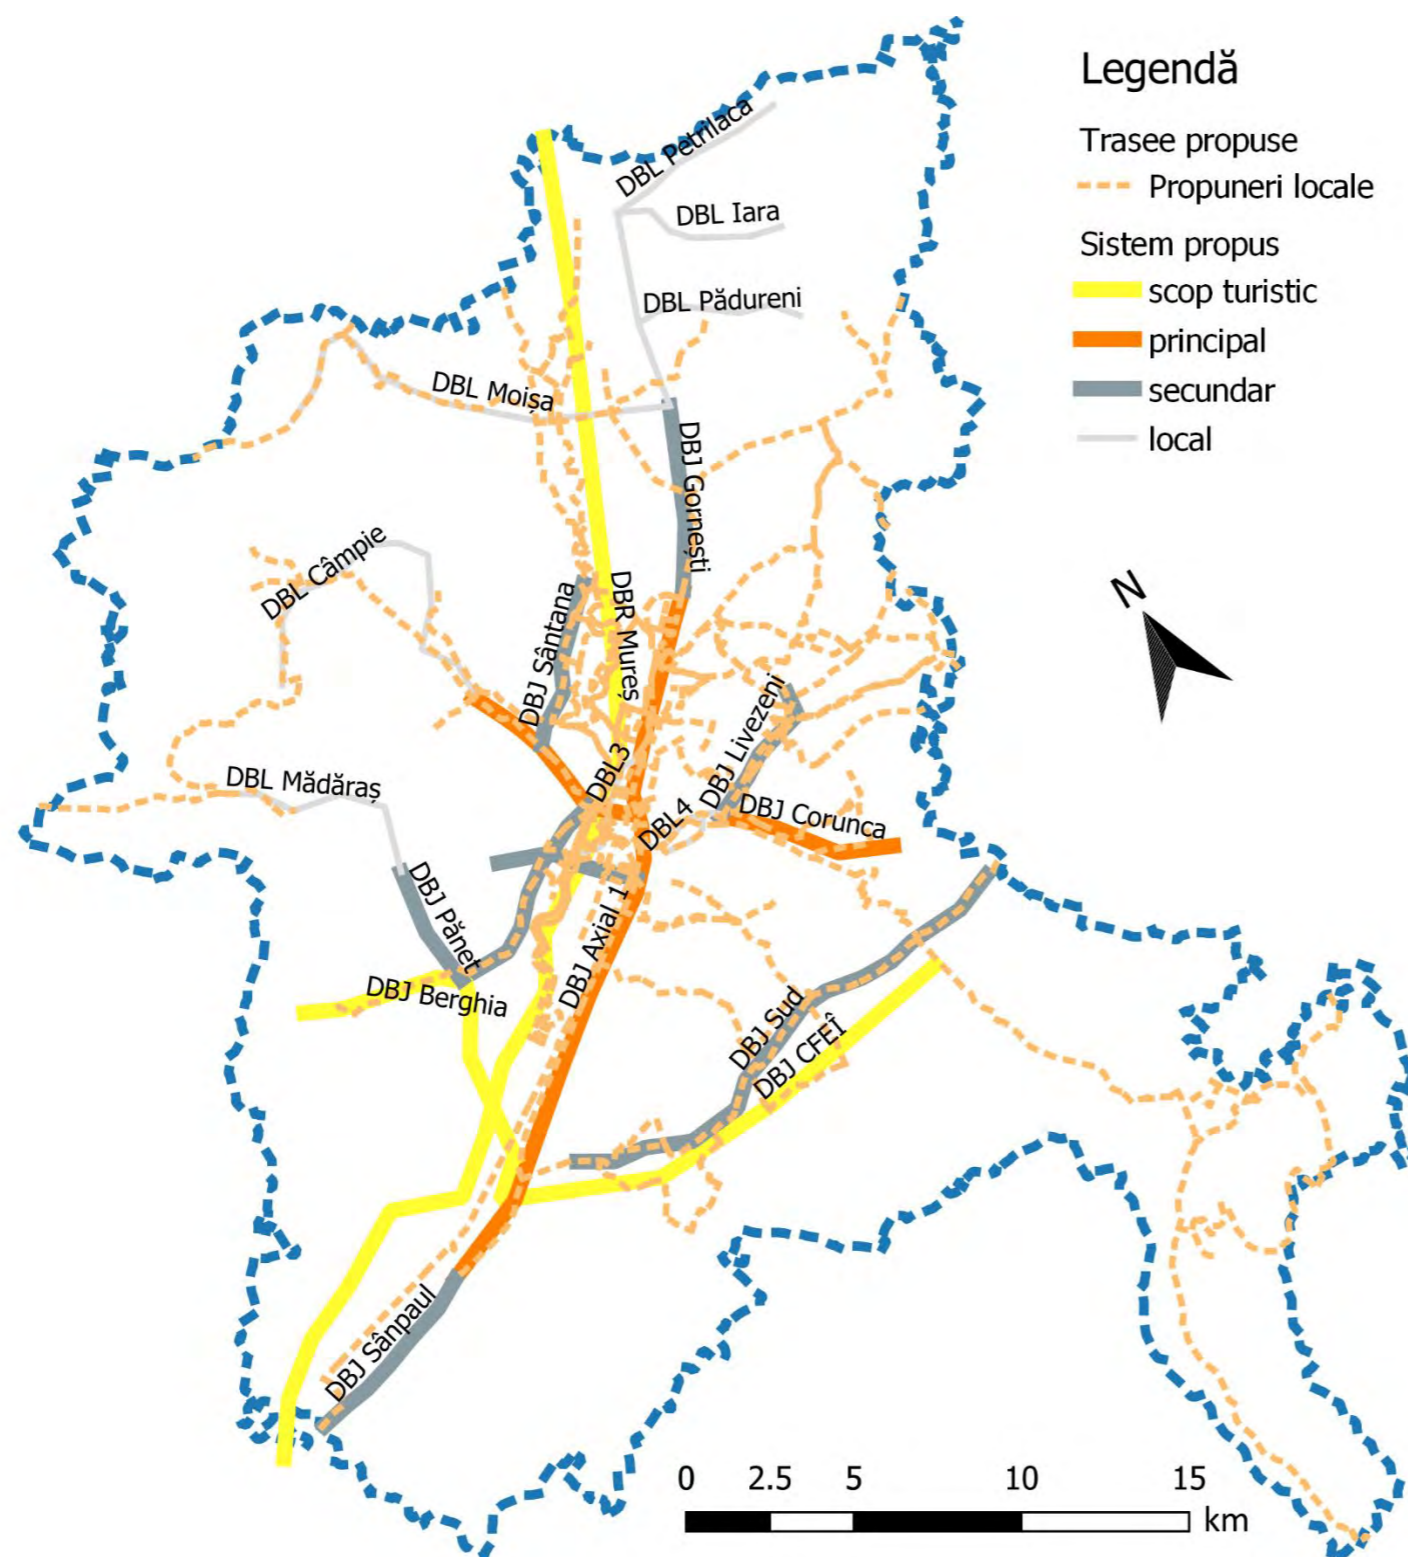 Legendă
Trasee propuse
Propuneri locale
Sistem propus
scop turistic
principal
secundar
local
DBL Petrilaca
DBL Iara
DBL Pădureni
DBL Moișa
DBJ Gornești
DBL Câmpie
DBJ Sântana
DBR Mureș
N
DBJ Livezeni
DBL3
DBL Mădăraș
DBL4
DBJ Corunca
DBJ Pănet
DBJ Axial 1
DBJ Berghia
DBJ Sud
DBJ CFEÎ
DBJ Sânpaul
0 2.5 5 10 15
km